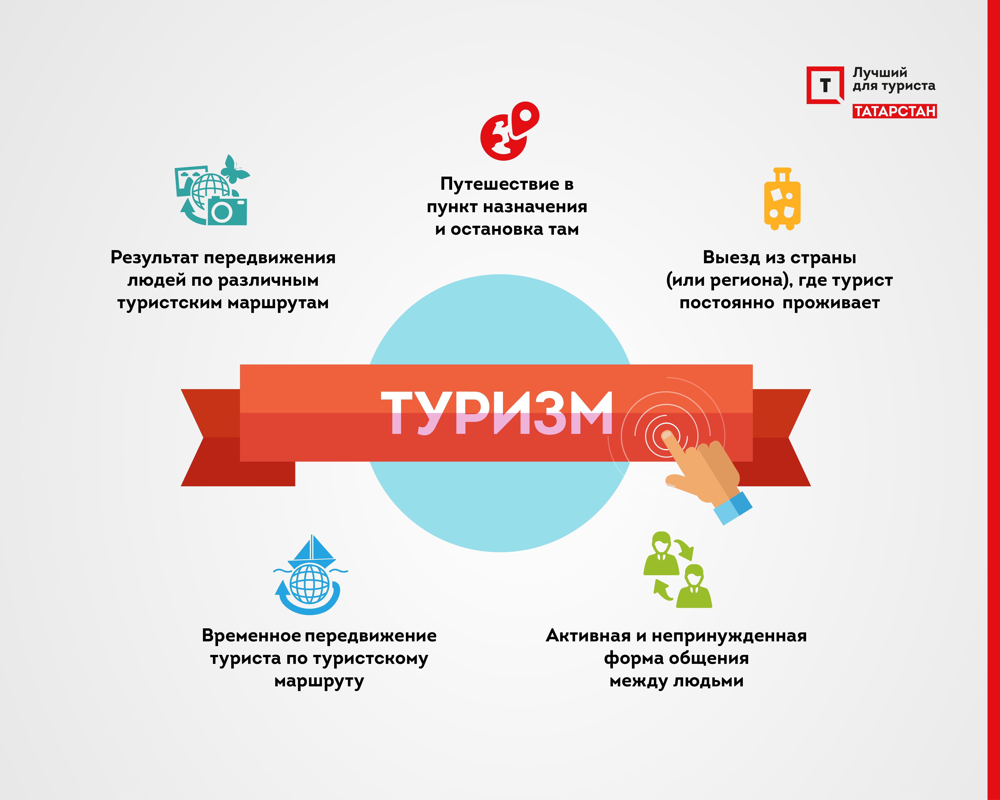 Т
Лучший
для туриста
ТАТАРСТАН
Путешествие в
пункт назначения
и остановка там
Результат передвижения
людей по различным
туристским маршрутам
Выезд из страны
(или региона), где турист
постоянно проживает
ТУРИЗМ
Временное передвижение
туриста по туристскому
маршруту
Активная и непринужденная
форма общения
между людьми